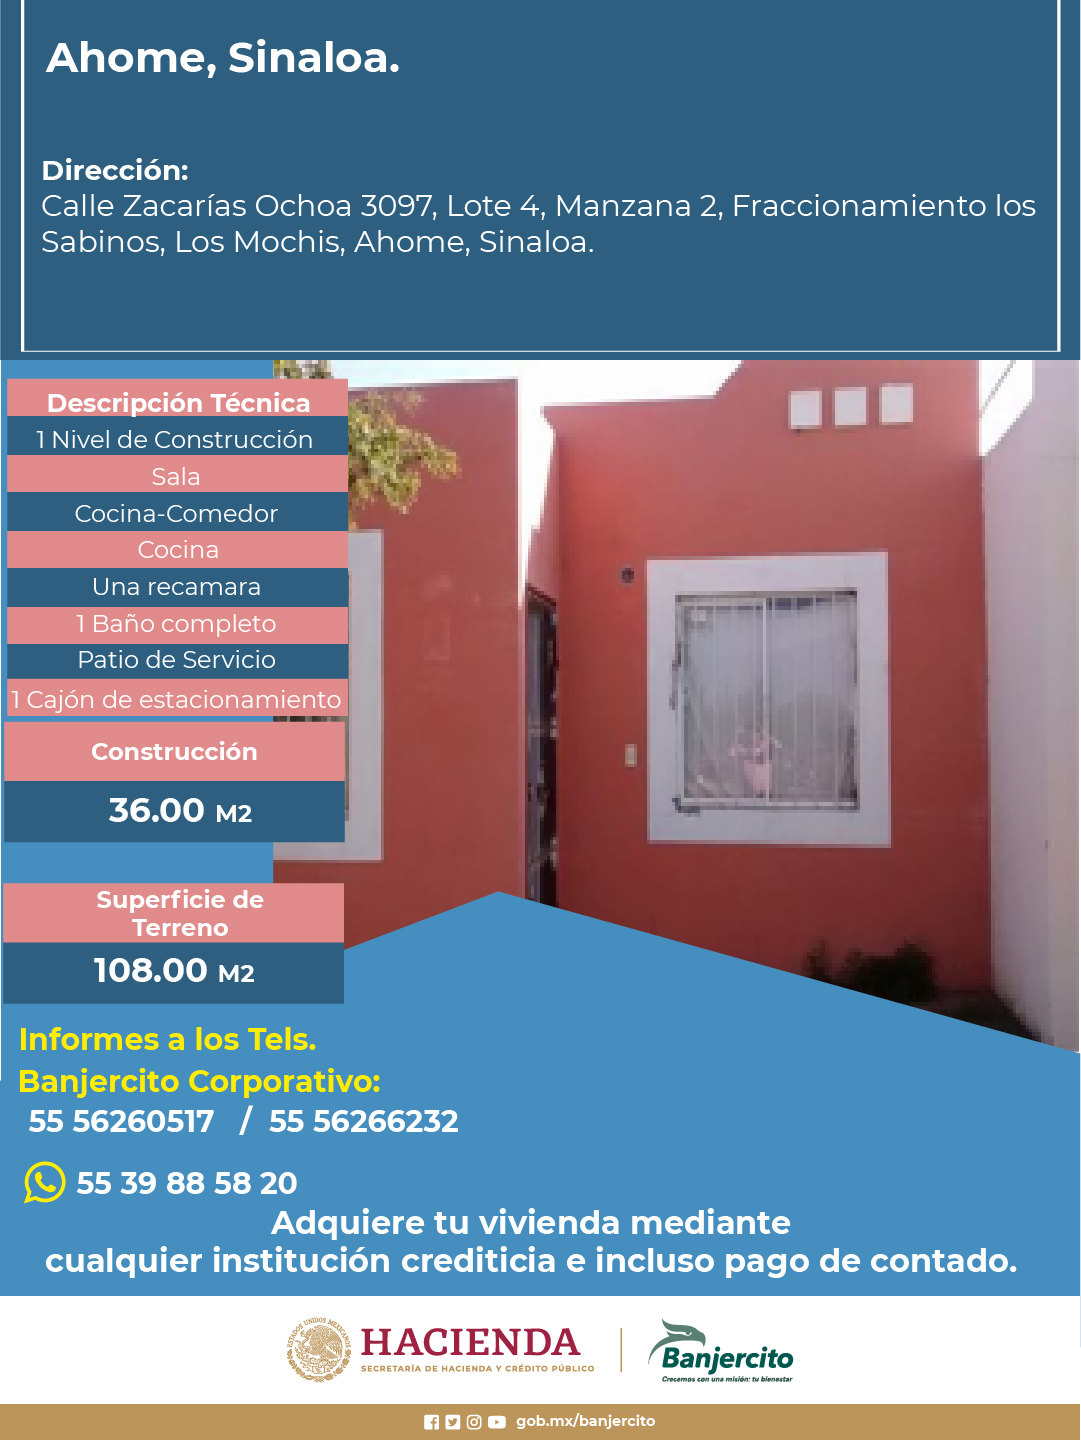 Ahome, Sinaloa.
Dirección:
Calle Zacarías Ochoa 3097, Lote 4, Manzana 2, Fraccionamiento los
Sabinos, Los Mochis, Ahome, Sinaloa.
Descripción Técnica
1 Nivel de Construcción
Sala
Cocina-Comedor
Cocina
Una recamara
1 Baño completo
Patio de Servicio
1 Cajón de estacionamiento
Construcción
36.00 M2
Superficie de
Terreno
108.00 M2
Informes a los Tels.
Banjercito Corporativo:
55 56260517 / 55 56266232
55 39 88 58 20
Adquiere tu vivienda mediante
cualquier institución crediticia e incluso pago de contado.
ESTADOS UNIDOS MEXICANOS
HACIENDA
SECRETARÍA DE HACIENDA Y CRÉDITO PÚBLICO
Banjercito
Crecemos con una misión: tu bienestar
gob.mx/banjercito